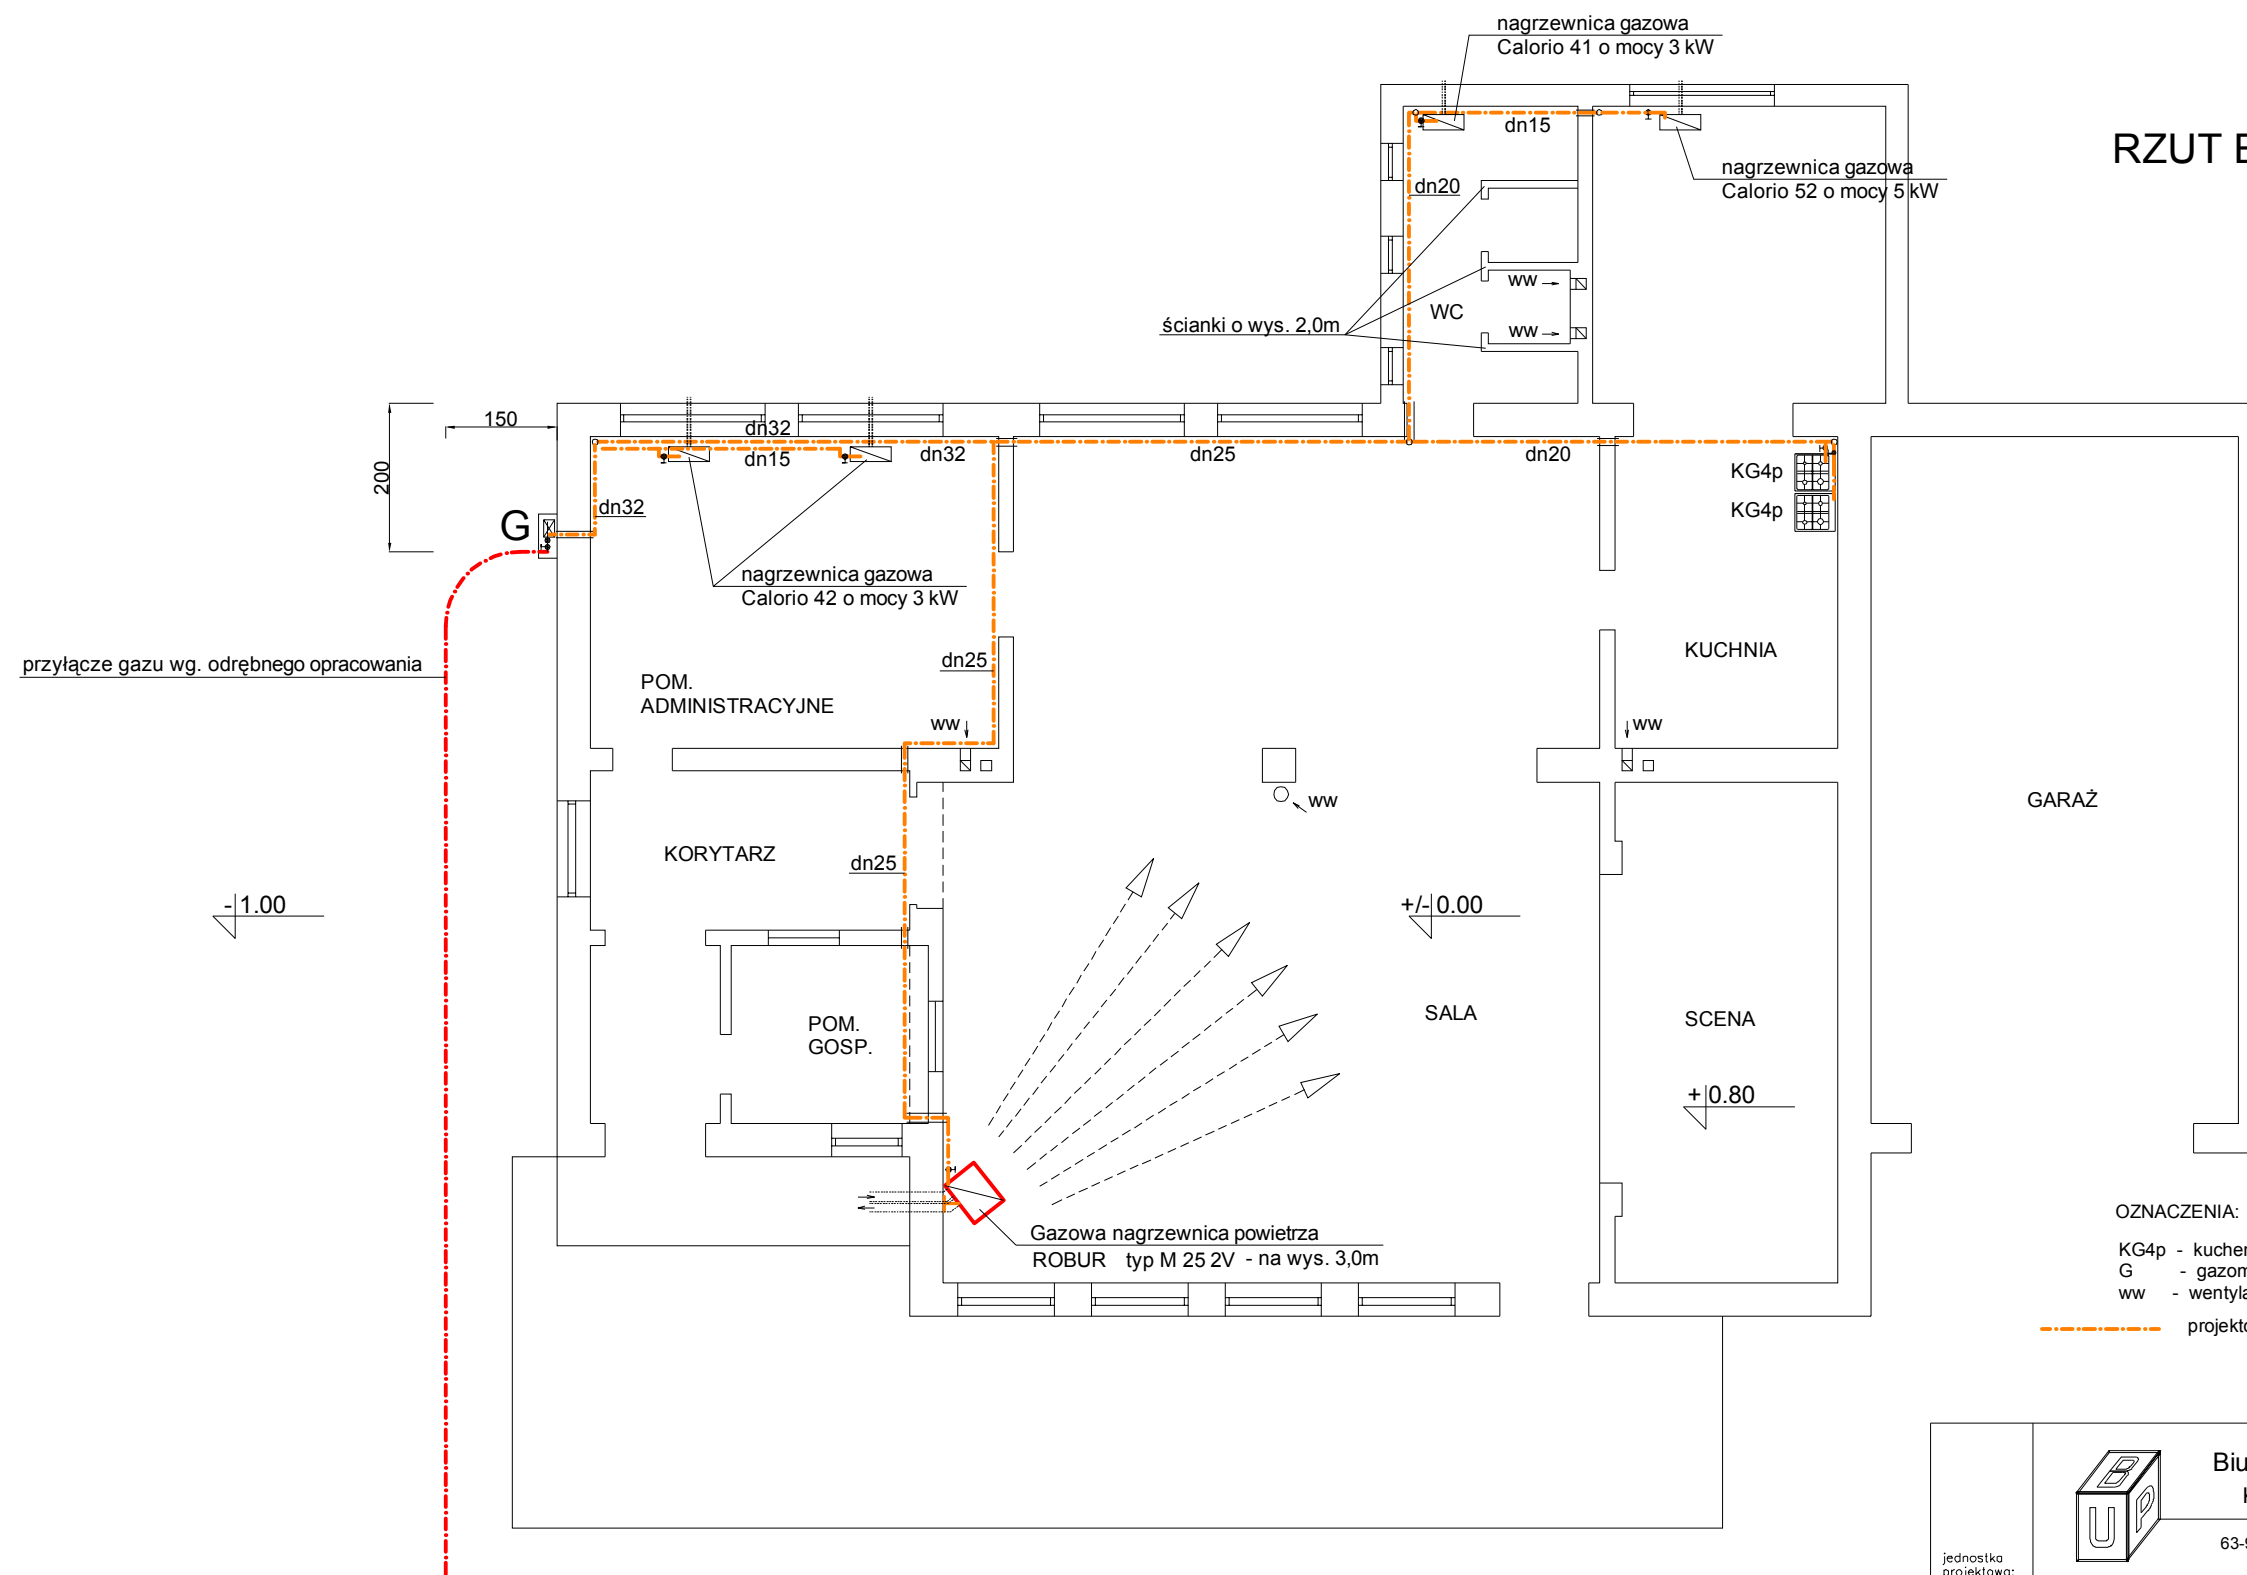 nagrzewnica gazowa
Calorio 41 o mocy 3 kW
dn15
RZUT
nagrzewnica gazowa
Calorio 52 o mocy 5 kW
dn20
ww
WC
ścianki o wys. 2,0m
ww
150
200
dn32
dn15
dn32
dn25
dn20
KG4p
KG4p
dn32
G
nagrzewnica gazowa
Calorio 42 o mocy 3 kW
przyłącze gazu wg. odrębnego opracowania
dn25
KUCHNIA
POM.
ADMINISTRACYJNE
ww
ww
ww
GARAŻ
KORYTARZ
dn25
- 1.00
+/- 0.00
POM.
GOSP.
SALA
SCENA
+ 0.80
Gazowa nagrzewnica powietrza
ROBUR typ M 25 2V - na wys. 3,0m
OZNACZENIA:
KG4p - kucher
G - gazom
ww - wentyla
projekto
Biu
B
U
P
63-9
jednostka
projektowa: